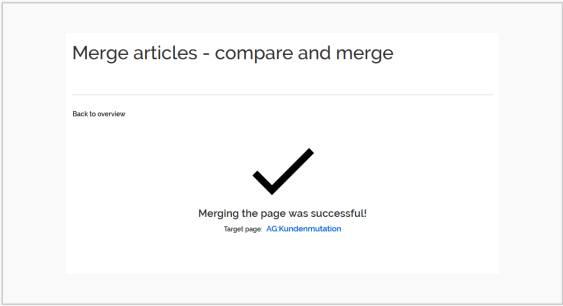 Merge articles - compare and merge
Back to overview
Merging the page was successful!
Target page: AG:Kundenmutation